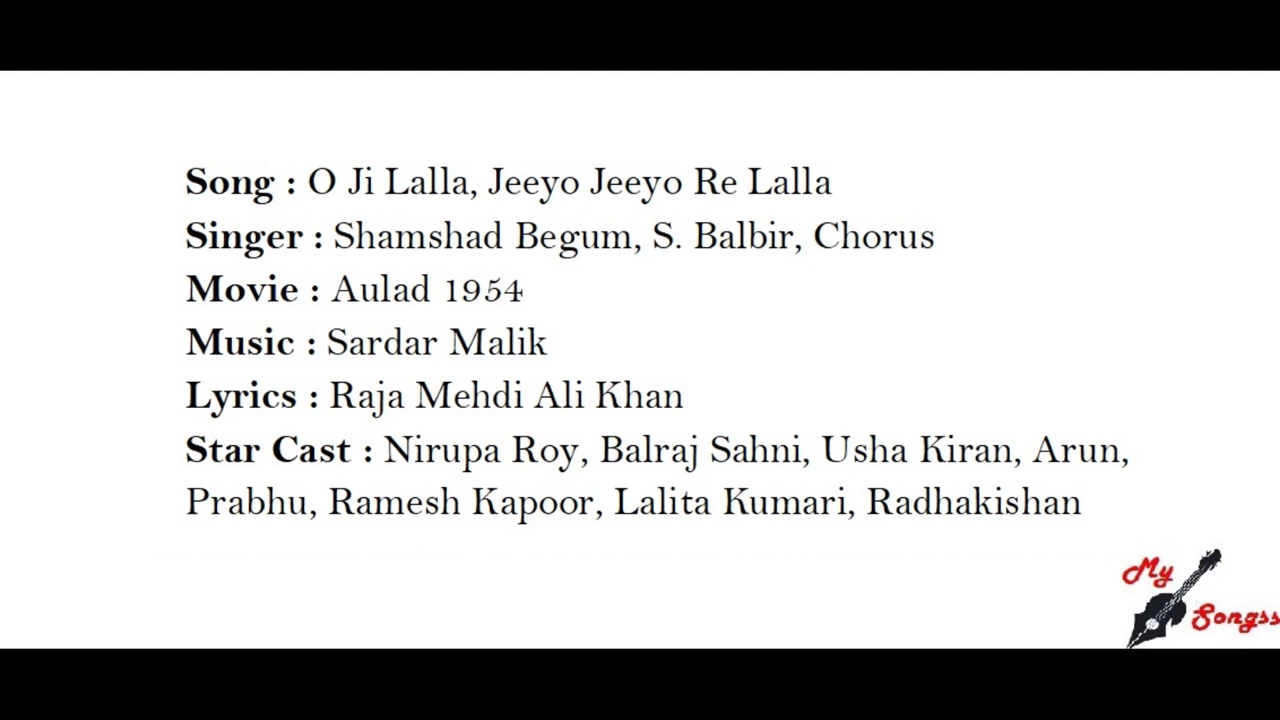 Song : O Ji Lalla, Jeeyo Jeeyo Re Lalla
Singer : Shamshad Begum, S. Balbir, Chorus
Movie : Aulad 1954
Music : Sardar Malik
Lyrics : Raja Mehdi Ali Khan
Star Cast : Nirupa Roy, Balraj Sahni, Usha Kiran, Arun,
Prabhu, Ramesh Kapoor, Lalita Kumari, Radhakishan
My
Songss